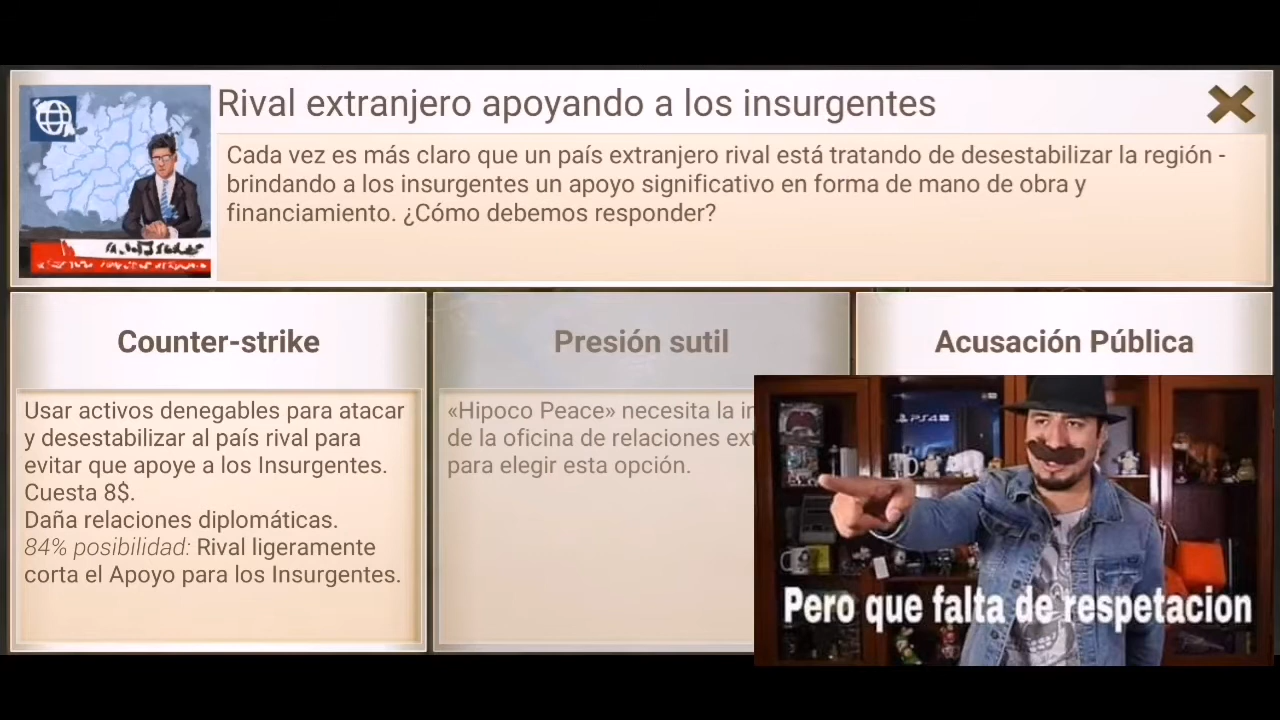 Rival extranjero apoyando a los insurgentes
Cada vez es más claro que un país extranjero rival está tratando de desestabilizar la región -
brindando a los insurgentes un apoyo significativo en forma de mano de obra y
financiamiento. ¿Cómo debemos responder?
Counter-strike
Usar activos denegables para atacar
y desestabilizar al país rival para
evitar que apoye a los Insurgentes.
Cuesta 8$.
Daña relaciones diplomáticas.
84% posibilidad: Rival ligeramente
corta el Apoyo para los Insurgentes.
Presión sutil
«Hipoco Peace» necesita la
de la oficina de relaciones
para elegir esta opción.
Acusación Pública
PS4
Pero que falta de respetacion